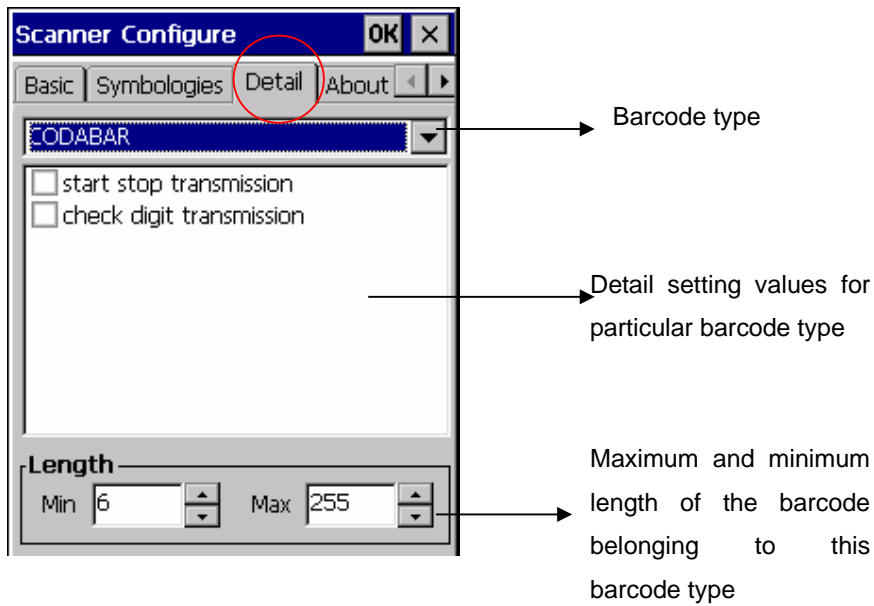 Scanner Configure OK ×
Basic Symbologies Detail About
CODABAR
Barcode type
start stop transmission
check digit transmission
Detail setting values for
particular barcode type
Length
Min 6 Max 255
Maximum and minimum
length of the barcode
belonging to this
barcode type